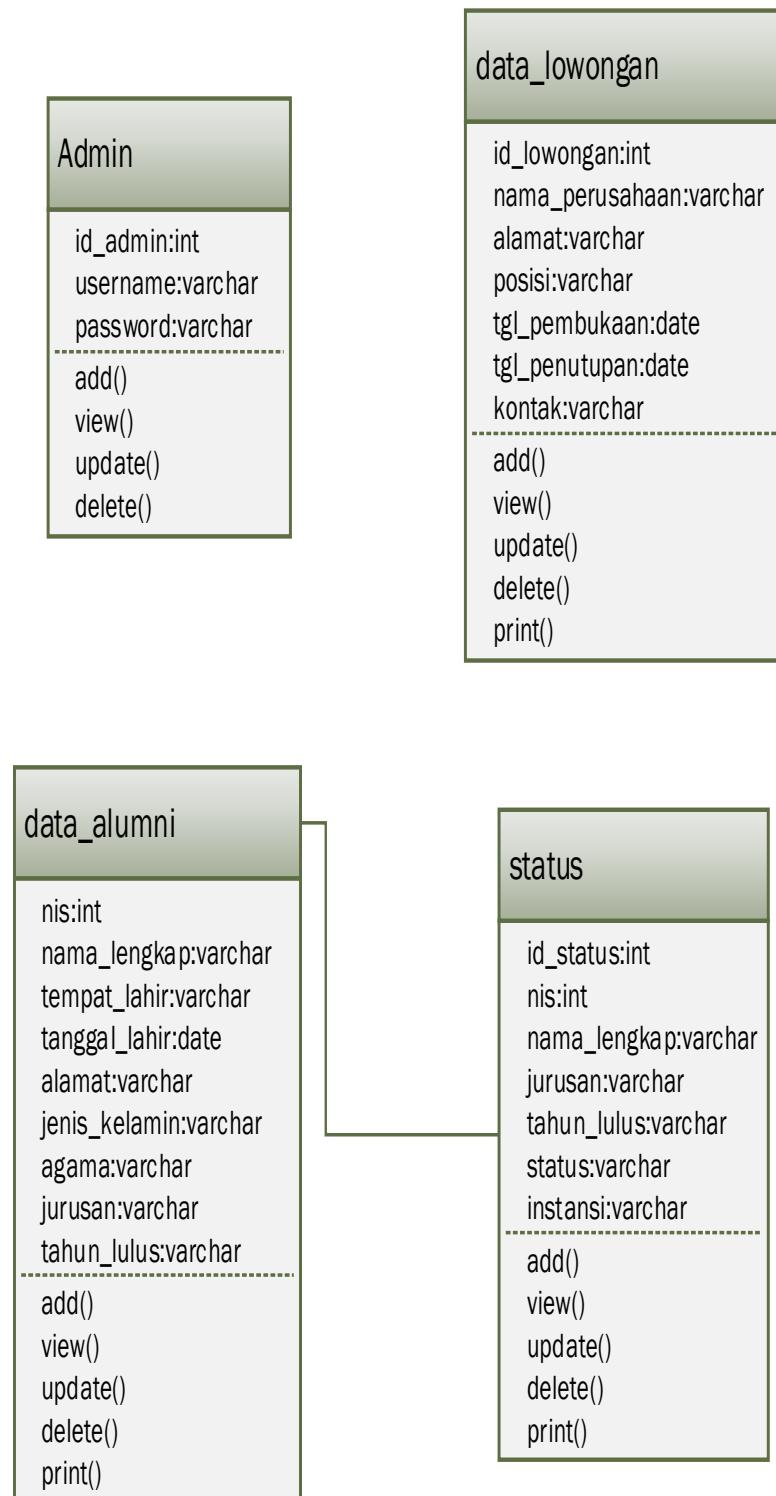 Admin
id_admin:int
username:varchar
password:varchar
add()
view()
update()
delete()
data_lowongan
id_lowongan:int
nama_perusahaan:varchar
alamat:varchar
posisi:varchar
tgl_pembukaan:date
tgl_penutupan:date
kontak:varchar
add()
view()
update()
delete()
print()
data_alumni
nis:int
nama_lengkap:varchar
tempat_lahir:varchar
tanggal_lahir:date
alamat:varchar
jenis_kelamin:varchar
agama:varchar
jurusan:varchar
tahun_lulus:varchar
add()
view()
update()
delete()
print()
status
id_status:int
nis:int
nama_lengkap:varchar
jurusan:varchar
tahun_lulus:varchar
status:varchar
instansi:varchar
add()
view()
update()
delete()
print()